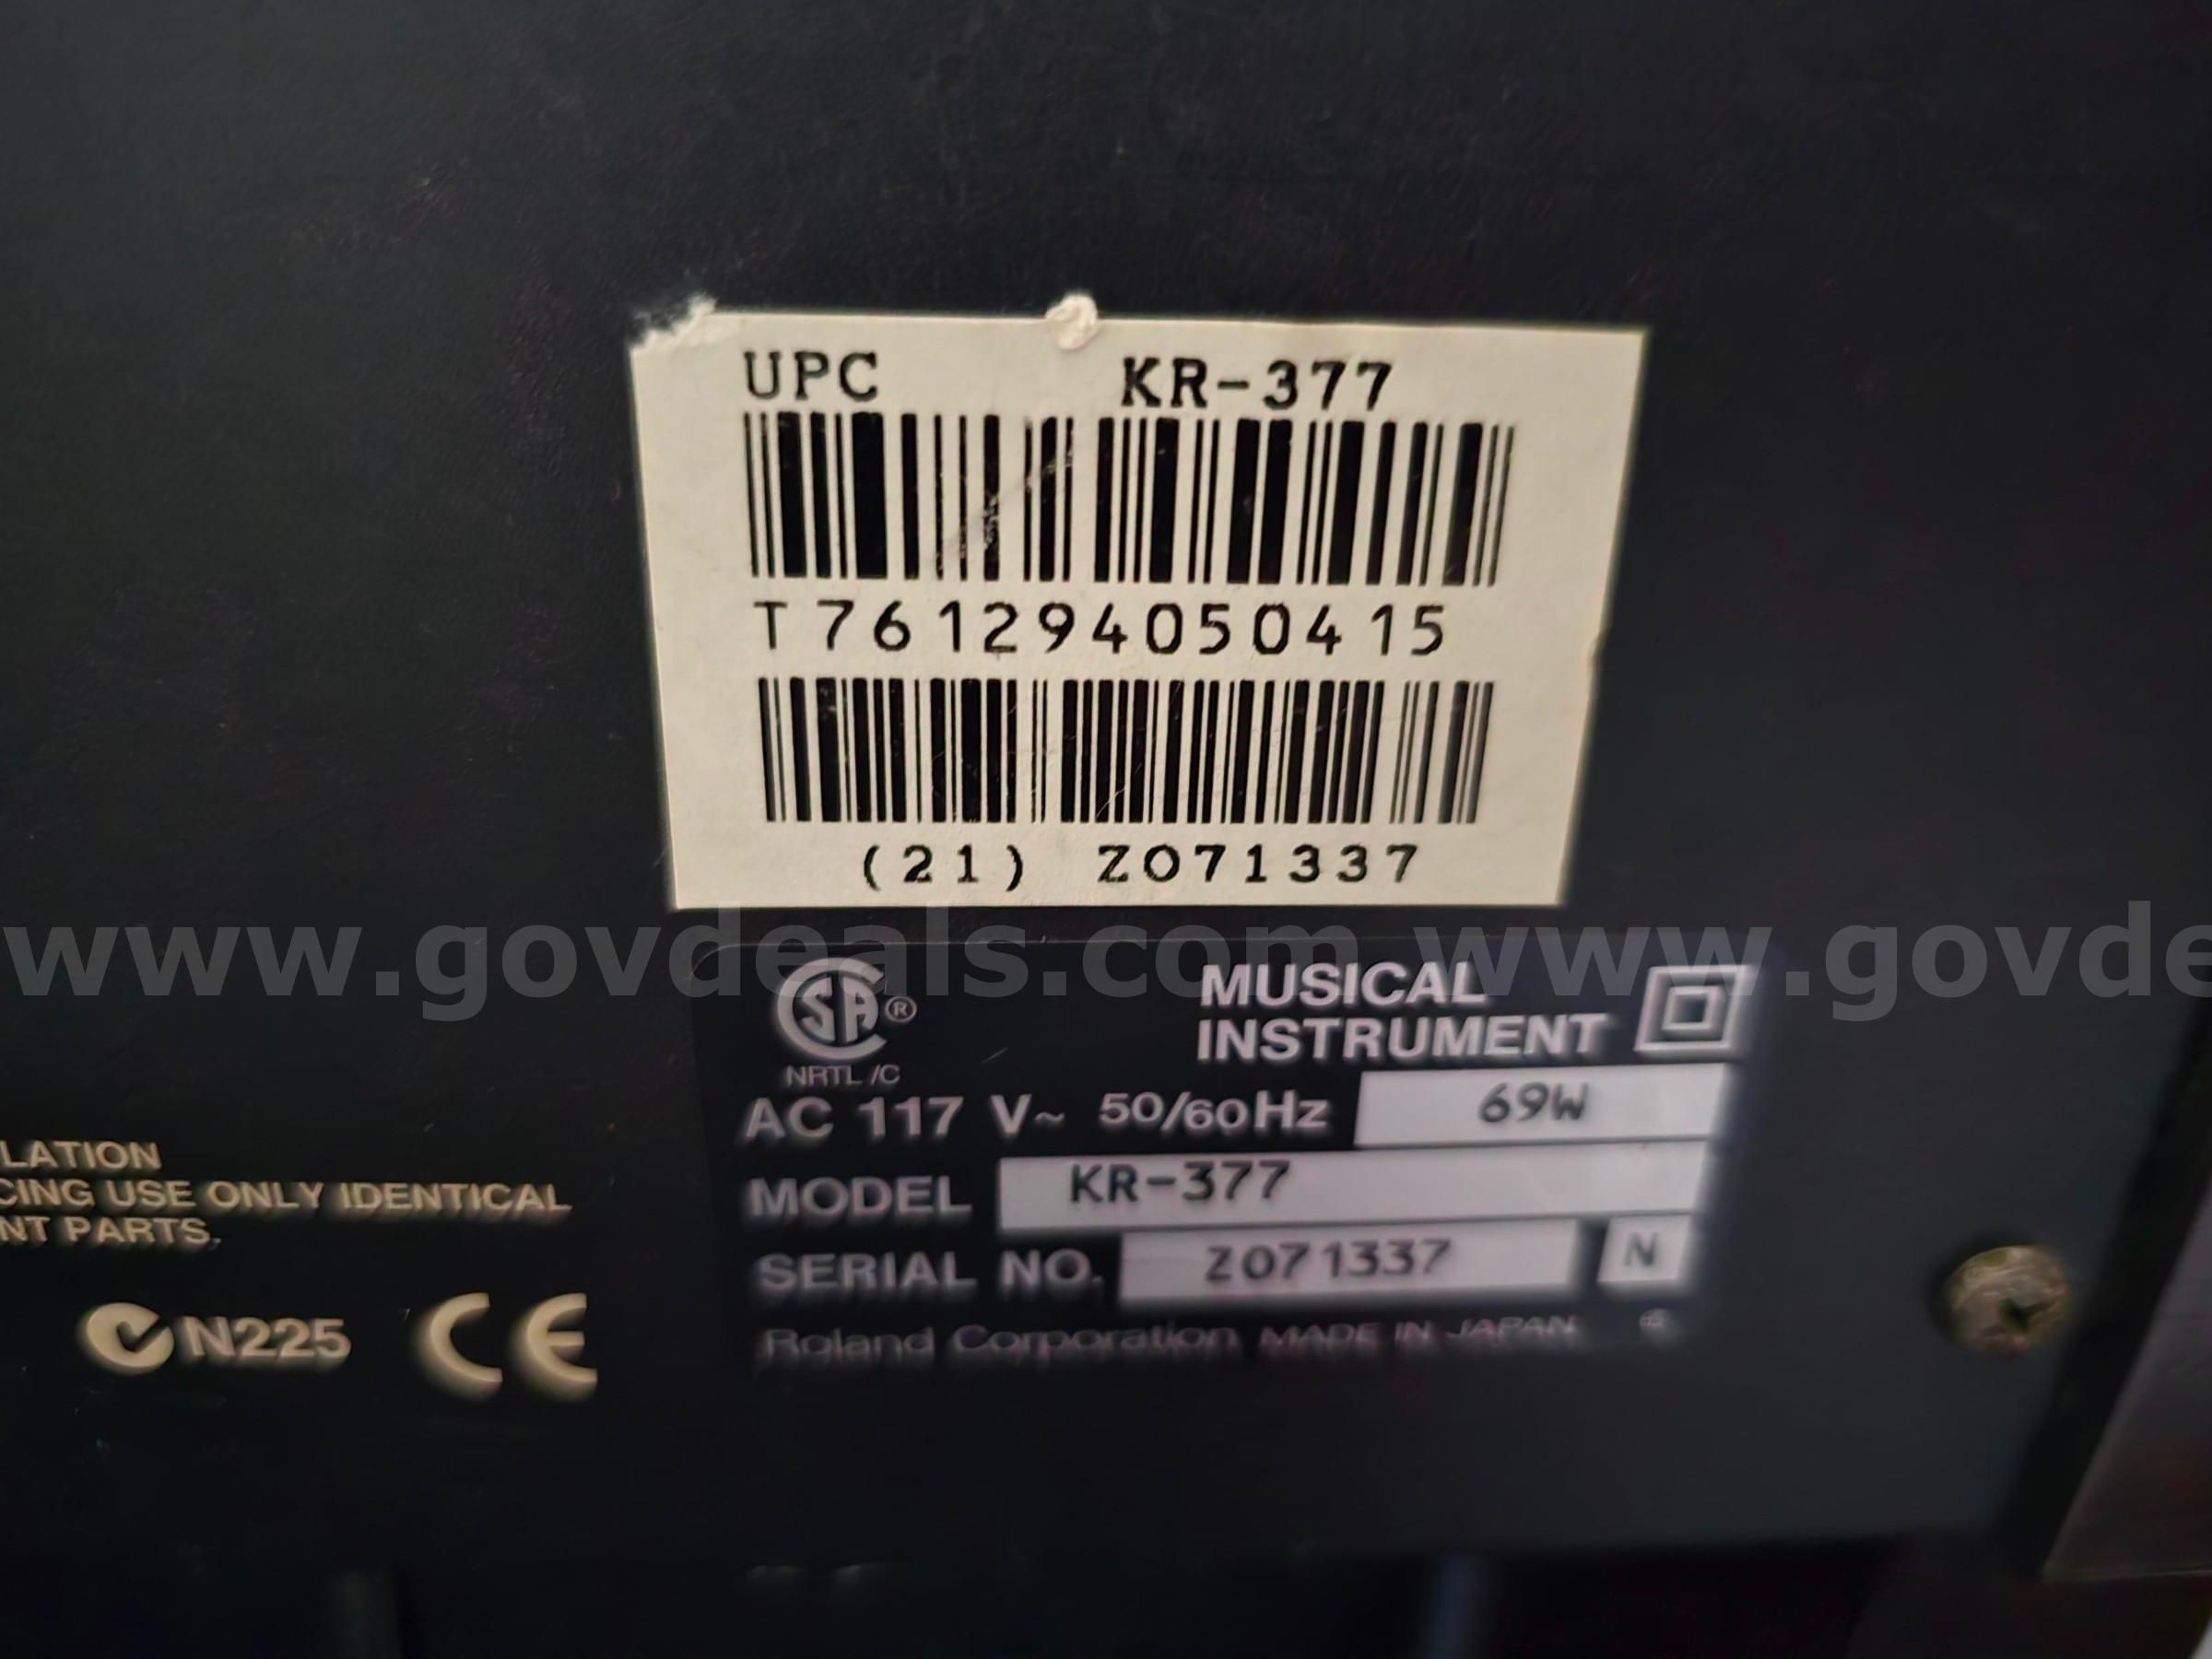 UPC KR-377
T761294050415
(21) Z071337
www.govdeals.com www.govde
SA®
NRTL/C
MUSICAL
INSTRUMENT
AC 117 V~ 50/60Hz 69W
MODEL KR-377
SERIAL NO. Z071337 N
Roland Corporation MADE IN JAPAN
LATION
CING USE ONLY IDENTICAL
NT PARTS.
N225 CE